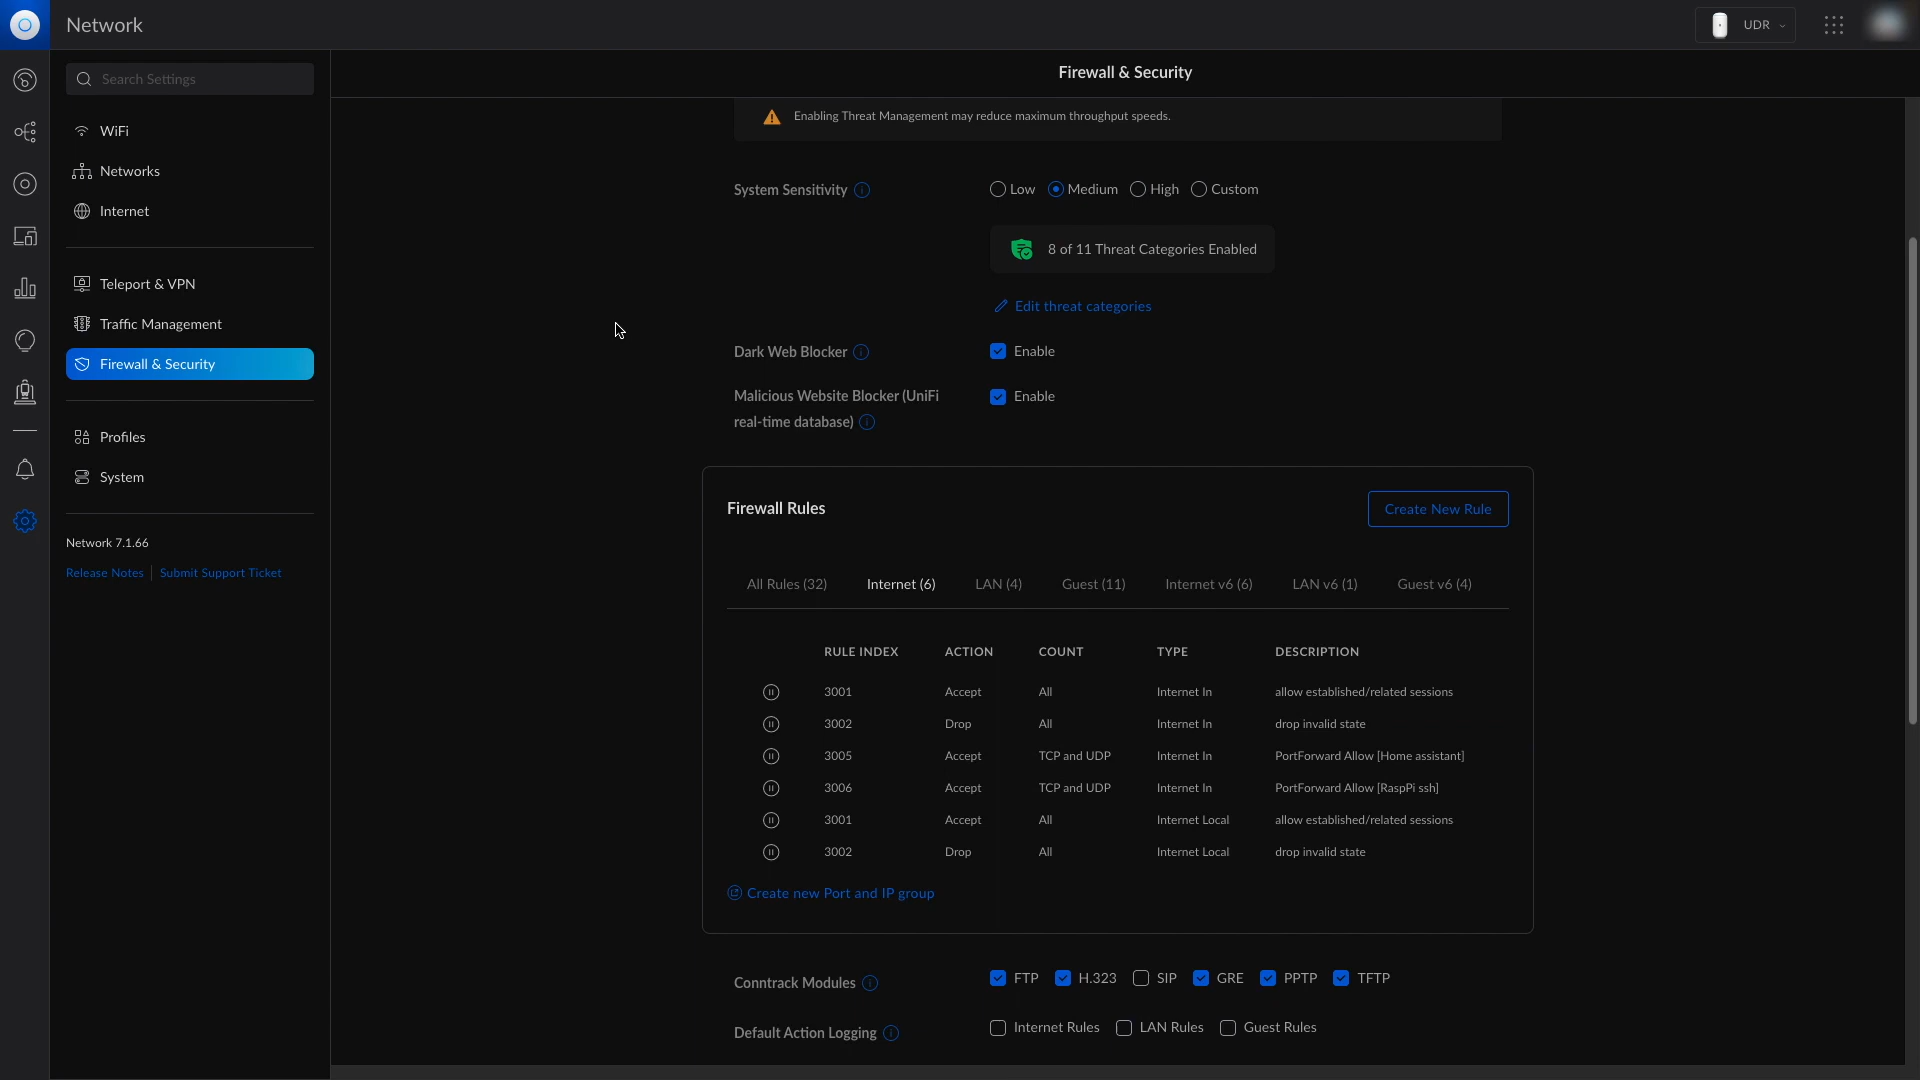 Network
UDR
Search Settings
WiFi
Networks
Internet
Teleport & VPN
Traffic Management
Firewall & Security
Profiles
System
Network 7.1.66
Release Notes
Submit Support Ticket
Firewall & Security
Enabling Threat Management may reduce maximum throughput speeds.
System Sensitivity
Low Medium High Custom
8 of 11 Threat Categories Enabled
Edit threat categories
Dark Web Blocker
Enable
Malicious Website Blocker (UniFi
real-time database)
Enable
Firewall Rules
Create New Rule
All Rules (32) Internet (6) LAN (4) Guest (11) Internet v6 (6) LAN v6 (1) Guest v6 (4)
RULE INDEX ACTION COUNT TYPE DESCRIPTION
3001 Accept All Internet In allow established/related sessions
3002 Drop All Internet In drop invalid state
3005 Accept TCP and UDP Internet In PortForward Allow [Home assistant]
3006 Accept TCP and UDP Internet In PortForward Allow [RaspPi ssh]
3001 Accept All Internet Local allow established/related sessions
3002 Drop All Internet Local drop invalid state
Create new Port and IP group
Conntrack Modules
FTP H.323 SIP GRE PPTP TFTP
Default Action Logging
Internet Rules LAN Rules Guest Rules